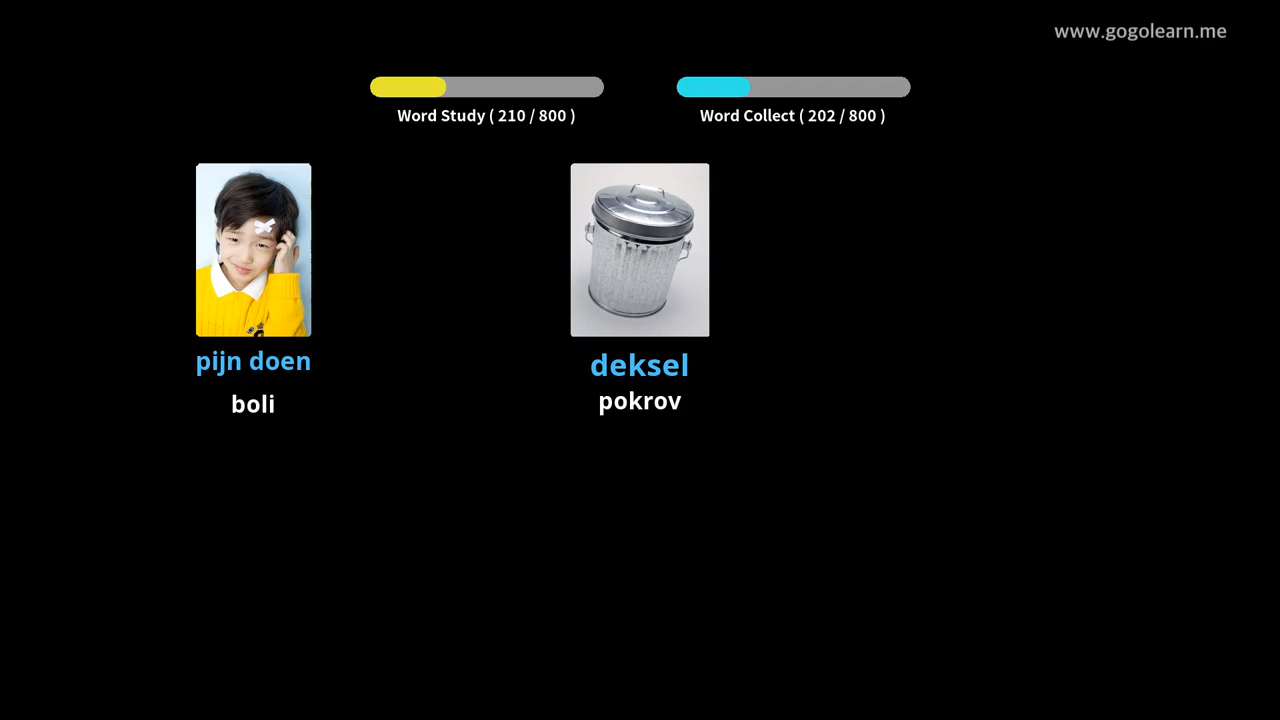 www.gogolearn.me
Word Study ( 210 / 800 )
Word Collect ( 202 / 800 )
pijn doen
boli
deksel
pokrov